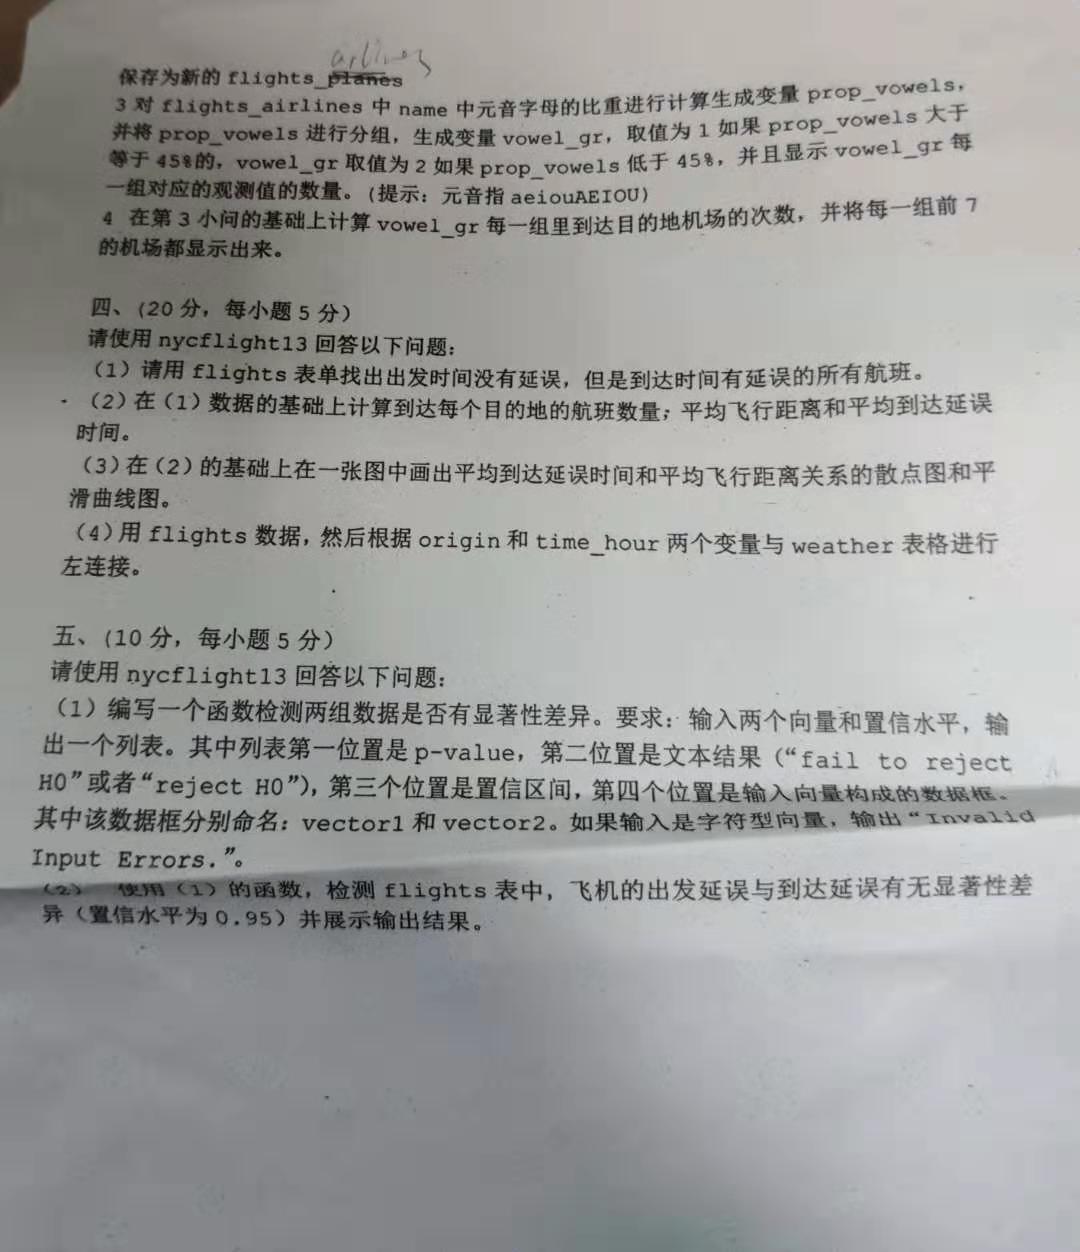 airlines
保存为新的 flights_planes
3 对 flights_airlines 中 name 中元音字母的比重进行计算生成变量 prop_vowels,
并将 prop_vowels 进行分组，生成变量 vowel_gr，取值为 1 如果 prop_vowels 大于
等于 45%的，vowel_gr 取值为 2 如果 prop_vowels 低于 45%，并且显示 vowel_gr 每
一组对应的观测值的数量。(提示：元音指 aeiouAEIOU)
4 在第 3 小问的基础上计算 vowel_gr 每一组里到达目的地机场的次数，并将每一组前 7
的机场都显示出来。
四、(20 分，每小题 5 分)
请使用 nycflight13 回答以下问题：
(1) 请用 flights 表单找出出发时间没有延误，但是到达时间有延误的所有航班。
(2) 在(1)数据的基础上计算到达每个目的地的航班数量；平均飞行距离和平均到达延误
时间。
(3) 在(2)的基础上在一张图中画出平均到达延误时间和平均飞行距离关系的散点图和平
滑曲线图。
(4) 用 flights 数据，然后根据 origin 和 time_hour 两个变量与 weather 表格进行
左连接。
五、(10 分，每小题 5 分)
请使用 nycflight13 回答以下问题：
(1) 编写一个函数检测两组数据是否有显著性差异。要求：输入两个向量和置信水平，输
出一个列表。其中列表第一位置是 p-value，第二位置是文本结果（“fail to reject
H0”或者“reject H0”），第三个位置是置信区间，第四个位置是输入向量构成的数据框。
其中该数据框分别命名：vector1 和 vector2。如果输入是字符型向量，输出“Invalid
Input Errors.”。
(2) 使用(1)的函数，检测 flights 表中，飞机的出发延误与到达延误有无显著性差
异（置信水平为 0.95）并展示输出结果。